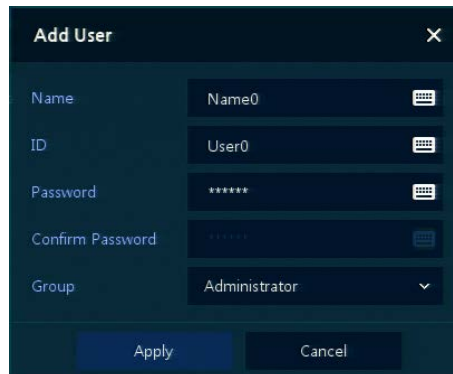 Add User
Name Name0
ID User0
Password ******
Confirm Password ******
Group Administrator
Apply Cancel